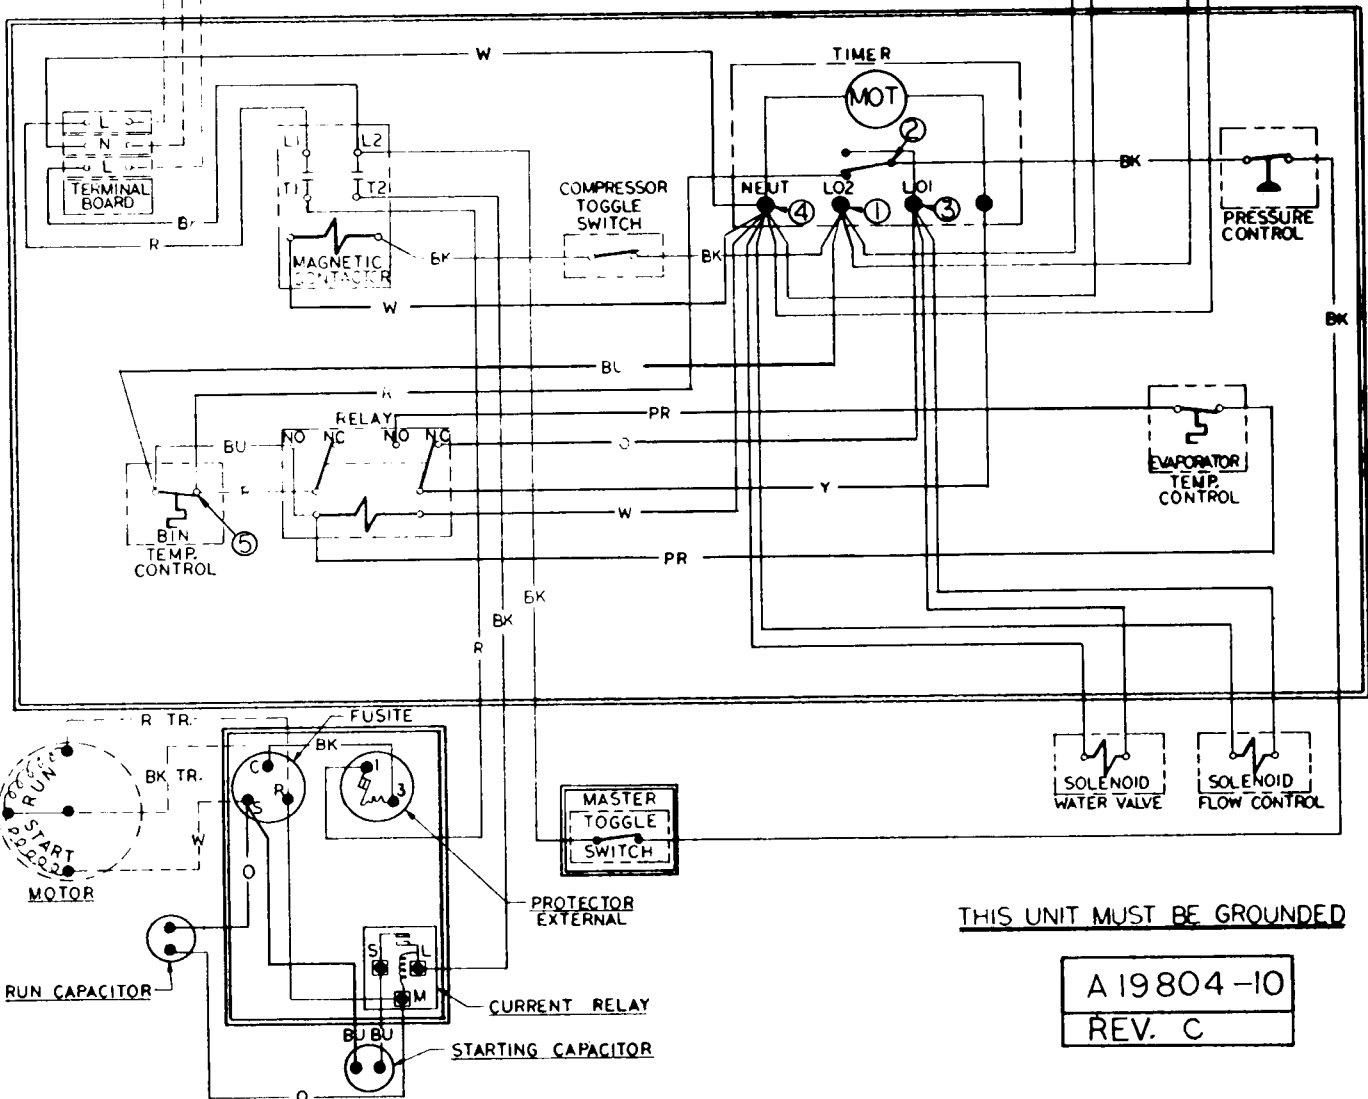 W
TIMER
MOT
②
L
N
L
TERMINAL
BOARD
L1
L2
T1
T2
MAGNETIC
CONTACTOR
R
BK
W
COMPRESSOR
TOGGLE
SWITCH
BK
NEUT
LO2
LO1
④
①
③
BK
PRESSURE
CONTROL
BK
BU
R
RELAY
NO
NC
NO
NC
PR
O
BU
R
Y
W
PR
BIN
TEMP.
CONTROL
⑤
EVAPORATOR
TEMP.
CONTROL
BK
BK
R
R TR.
FUSITE
BK
BK TR.
C
R
S
1
3
RUN
START
W
O
MOTOR
MASTER
TOGGLE
SWITCH
SOLENOID
WATER VALVE
SOLENOID
FLOW CONTROL
PROTECTOR
EXTERNAL
S
L
M
RUN CAPACITOR
CURRENT RELAY
BU BU
STARTING CAPACITOR
O
THIS UNIT MUST BE GROUNDED
A 19804-10
REV. C